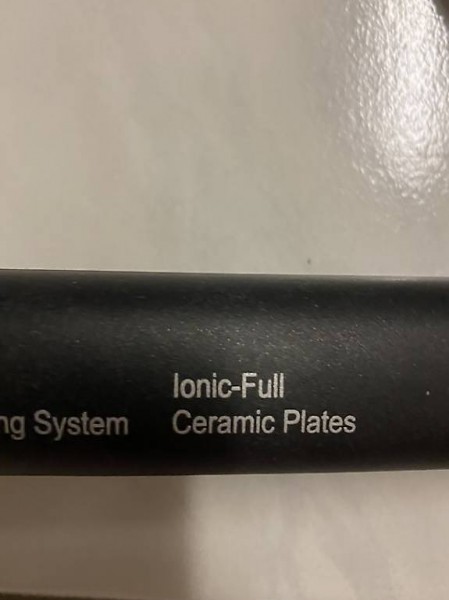 Ionic-Full
ng System Ceramic Plates